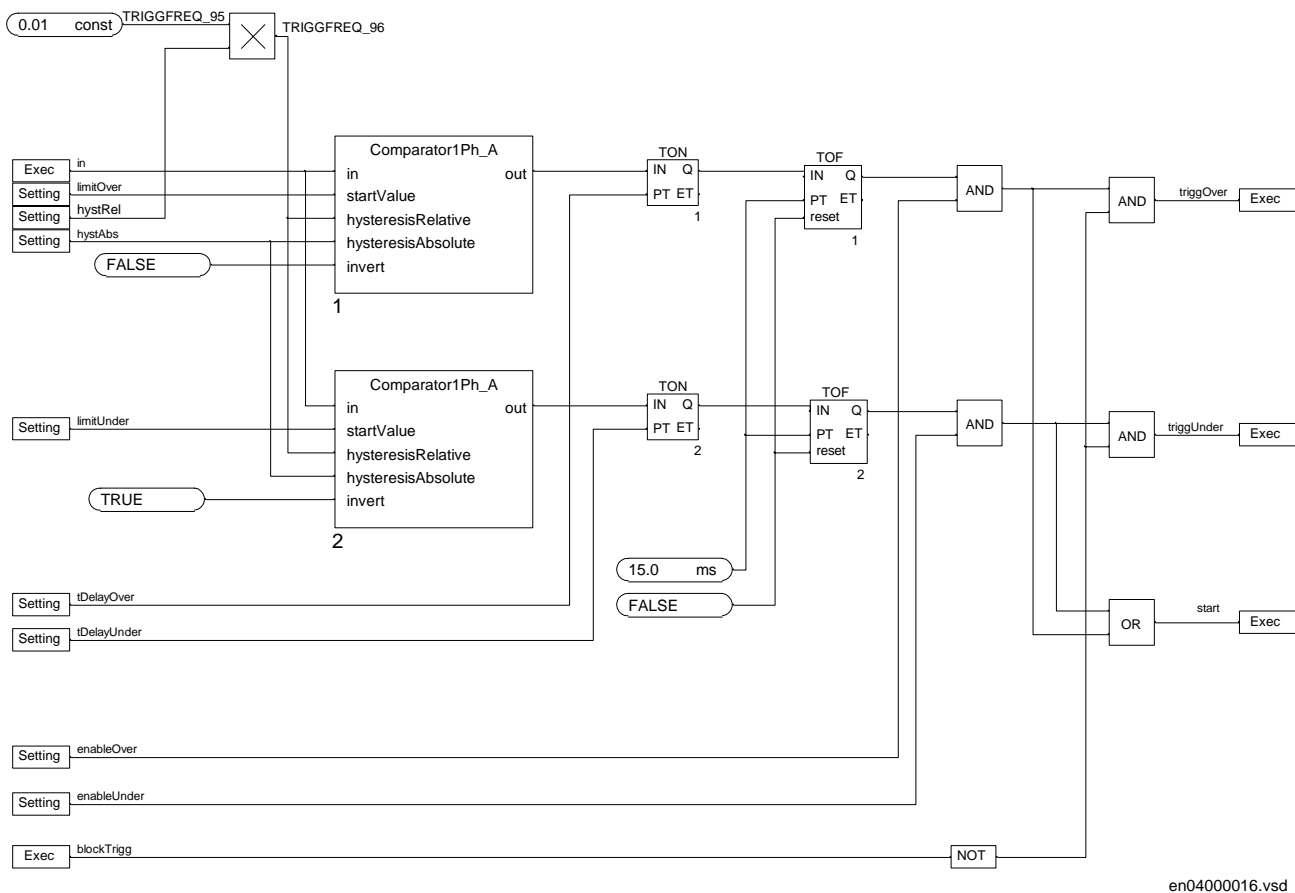 0.01 const
TRIGGFREQ_95
TRIGGFREQ_96
Comparator1Ph_A
in
out
startValue
hysteresisRelative
hysteresisAbsolute
invert
1
Exec
in
Setting
limitOver
Setting
hystRel
Setting
hystAbs
FALSE
TON
IN Q
PT ET
1
TOF
IN Q
PT ET
reset
1
AND
AND
triggOver
Exec
Comparator1Ph_A
in
out
startValue
hysteresisRelative
hysteresisAbsolute
invert
2
Setting
limitUnder
TRUE
TON
IN Q
PT ET
2
TOF
IN Q
PT ET
reset
2
AND
AND
triggUnder
Exec
15.0 ms
FALSE
Setting
tDelayOver
Setting
tDelayUnder
OR
start
Exec
Setting
enableOver
Setting
enableUnder
Exec
blockTrigg
NOT
en04000016.vsd